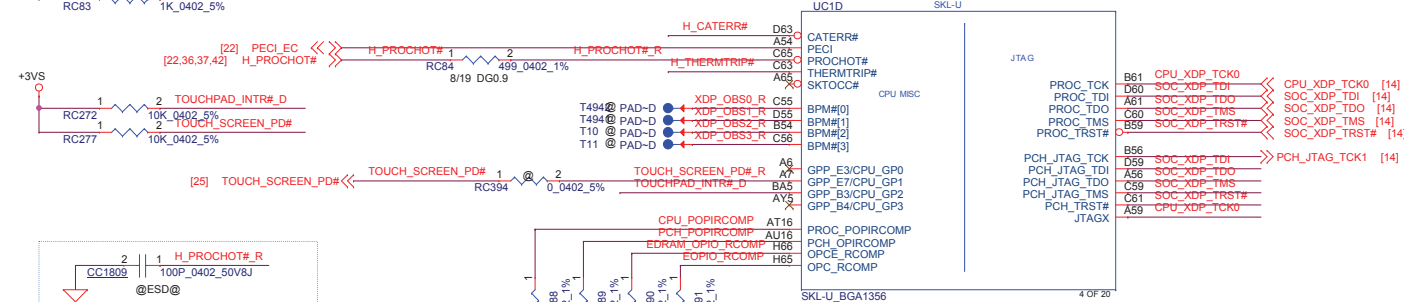 RC83 1K_0402_5%
UC1D SKL-U
H_CATERR# D63 CATERR#
[22] PECI_EC A54 PECI
[22,36,37,42] H_PROCHOT# H_PROCHOT# 1 2 H_PROCHOT#_R C65 PROCHOT#
RC84 499_0402_1%
8/19 DG0.9
H_THERMTRIP# C63 THERMTRIP#
A65 SKTOCC#
JTAG
CPU MISC
+3VS
1 2 TOUCHPAD_INTR#_D
RC272 10K_0402_5%
1 2 TOUCH_SCREEN_PD#
RC277 10K_0402_5%
@ PAD~D XDP_OBS0_R C55 BPM#[0]
@ PAD~D XDP_OBS1_R D55 BPM#[1]
T10 @ PAD~D XDP_OBS2_R B54 BPM#[2]
T11 @ PAD~D XDP_OBS3_R C56 BPM#[3]
PROC_TCK B61 CPU_XDP_TCK0 CPU_XDP_TCK0 [14]
PROC_TDI D60 SOC_XDP_TDI SOC_XDP_TDI [14]
PROC_TDO A61 SOC_XDP_TDO SOC_XDP_TDO [14]
PROC_TMS C60 SOC_XDP_TMS SOC_XDP_TMS [14]
PROC_TRST# B59 SOC_XDP_TRST# SOC_XDP_TRST# [14]
PCH_JTAG_TCK B56 PCH_JTAG_TCK1 [14]
PCH_JTAG_TDI D59 SOC_XDP_TDI
PCH_JTAG_TDO A56 SOC_XDP_TDO
PCH_JTAG_TMS C59 SOC_XDP_TMS
PCH_TRST# C61 SOC_XDP_TRST#
JTAGX A59 CPU_XDP_TCK0
A6 GPP_E3/CPU_GP0
[25] TOUCH_SCREEN_PD# TOUCH_SCREEN_PD# 1 @ 2 TOUCH_SCREEN_PD#_R A7 GPP_E7/CPU_GP1
RC394 0_0402_5%
TOUCHPAD_INTR#_D BA5 GPP_B3/CPU_GP2
AY5 GPP_B4/CPU_GP3
CPU_POPIRCOMP AT16 PROC_POPIRCOMP
PCH_POPIRCOMP AU16 PCH_OPIRCOMP
EDRAM_OPIO_RCOMP H66 OPCE_RCOMP
EOPIO_RCOMP H65 OPC_RCOMP
2 1 H_PROCHOT#_R
CC1809 100P_0402_50V8J
@ESD@
1 1 1 1
SKL-U_BGA1356
4 OF 20